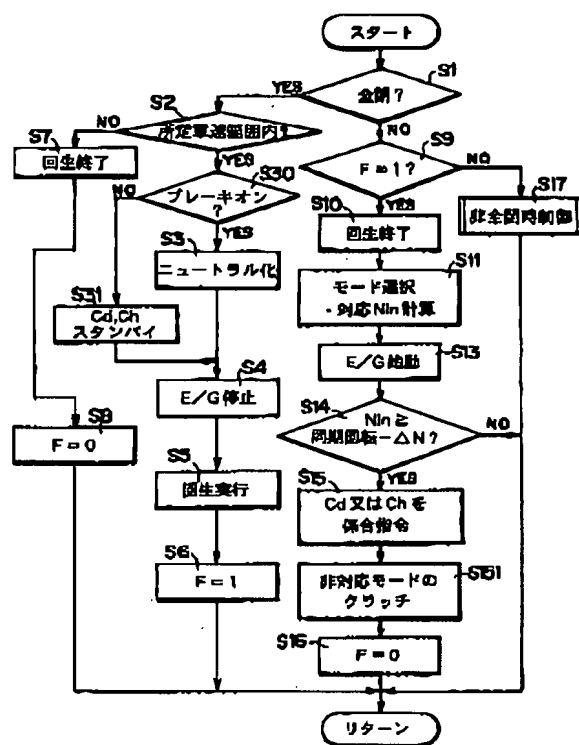 スタート
S1
全閉?
YES
NO
S2
所定車速範囲内?
NO
YES
S7
回生終了
S30
ブレーキオン
?
NO
YES
S3
ニュートラル化
S31
Cd,Ch
スタンバイ
S4
E/G停止
S5
回生実行
S6
F=1
S8
F=0
S9
F=1?
NO
YES
S17
非全閉時制御
S10
回生終了
S11
モード選択
・対応Nin計算
S13
E/G始動
S14
Nin≧
同期回転-△N?
NO
YES
S15
Cd又はChを
係合指令
S151
非対応モードの
クラッチ
S16
F=0
リターン